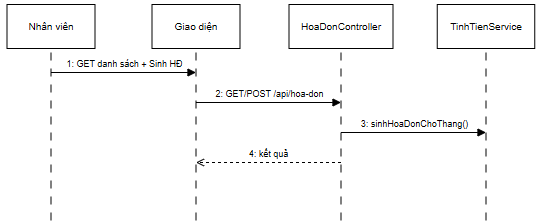 Nhân viên
Giao diện
HoaDonController
TinhTienService
1: GET danh sách + Sinh HĐ
2: GET/POST /api/hoa-don
3: sinhHoaDonChoThang()
4: kết quả